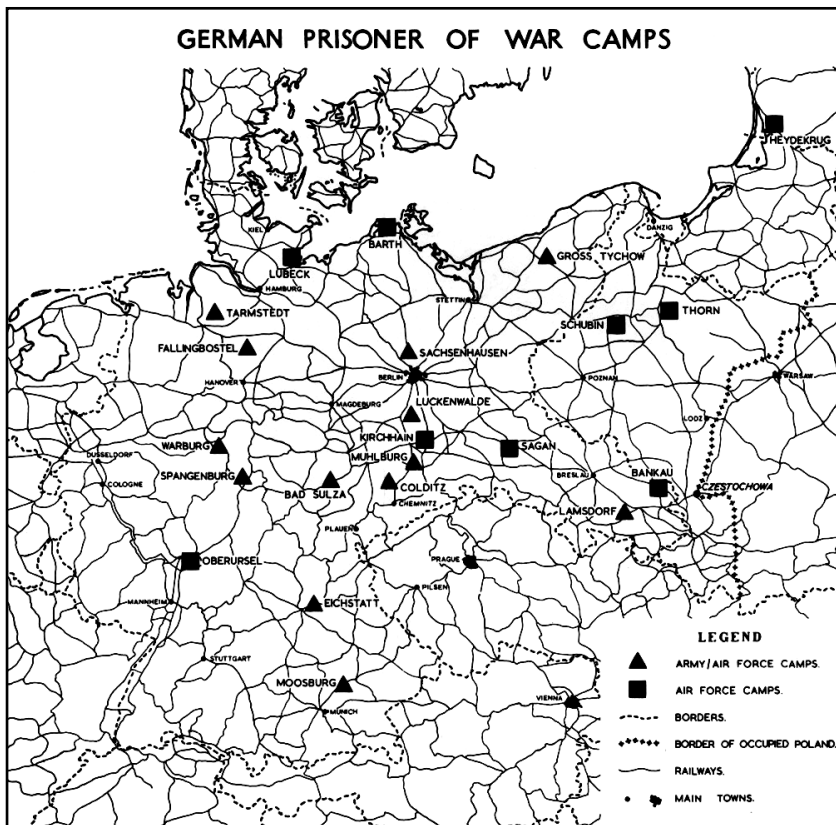 GERMAN PRISONER OF WAR CAMPS
HEYDEKRUG
KIEL
BARTH
DANZIG
LUBECK
GROSS TYCHOW
HAMBURG
STETTIN
TARMSTEDT
THORN
SCHUBIN
FALLINGBOSTEL
SACHSENHAUSEN
BERLIN
POZNAN
WARSAW
HANOVER
LUCKENWALDE
MAGDEBURG
LODZ
WARBURG
KIRCHHAIN
SAGAN
DUSSELDORF
MUHLBURG
SPANGENBURG
BRESLAU
BANKAU
COLOGNE
BAD SULZA
COLDITZ
CZESTOCHOWA
CHEMNITZ
LAMSDORF
PLAUEN
OBERURSEL
PRAGUE
PILSEN
MANNHEIM
EICHSTATT
STUTTGART
MOOSBURG
VIENNA
MUNICH
LEGEND
ARMY/AIR FORCE CAMPS.
AIR FORCE CAMPS.
BORDERS.
BORDER OF OCCUPIED POLAND.
RAILWAYS.
MAIN TOWNS.